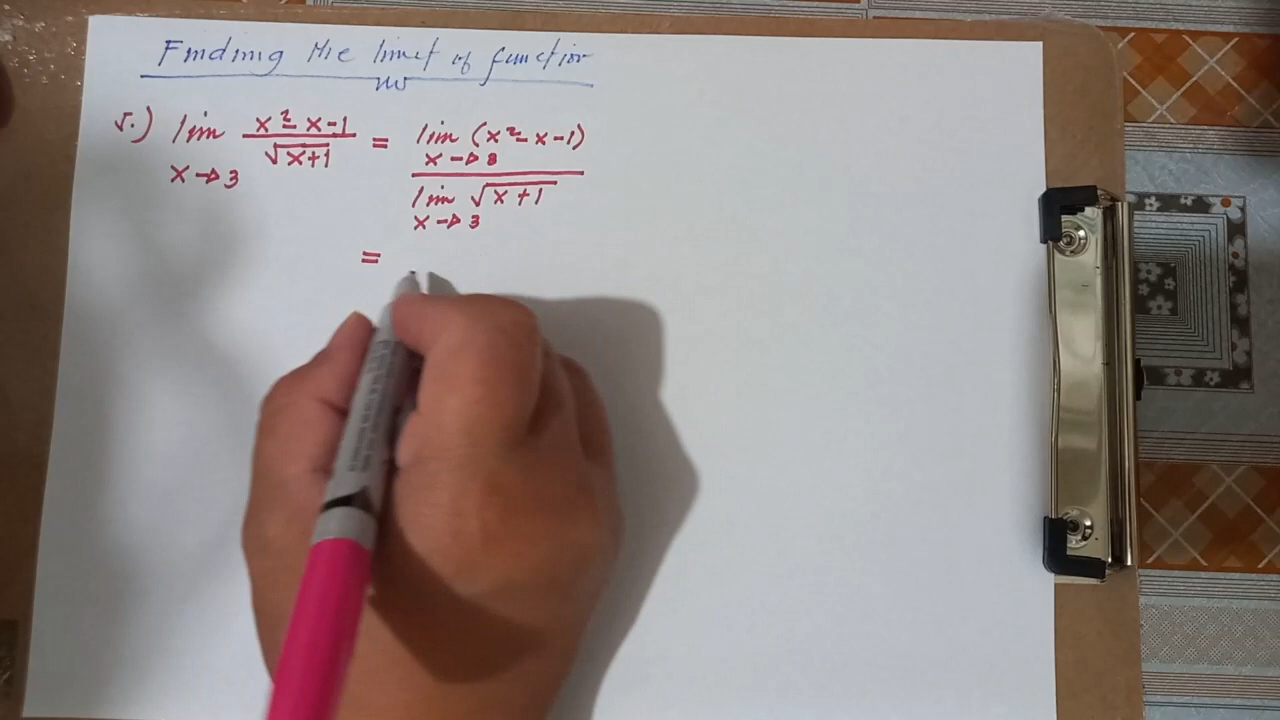 Finding the limit of function
5.) lim x→3 x²-x-1 / √x+1 = lim x→3 (x²-x-1) / lim x→3 √x+1
=